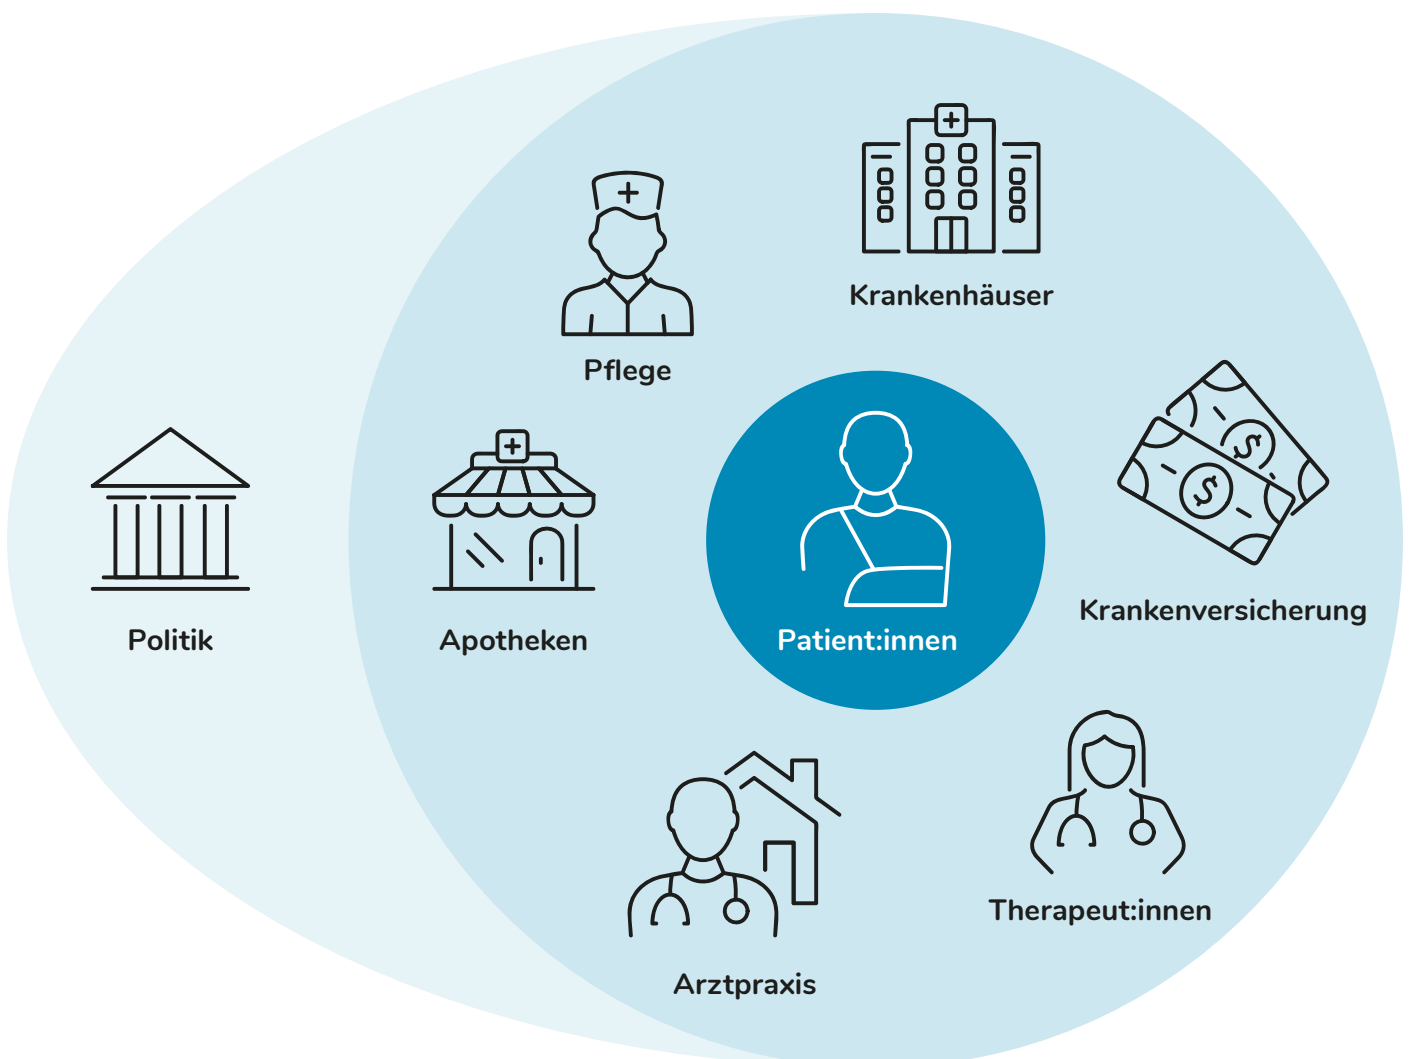 Krankenhäuser
Pflege
Krankenversicherung
Politik
Apotheken
Patient:innen
Therapeut:innen
Arztpraxis